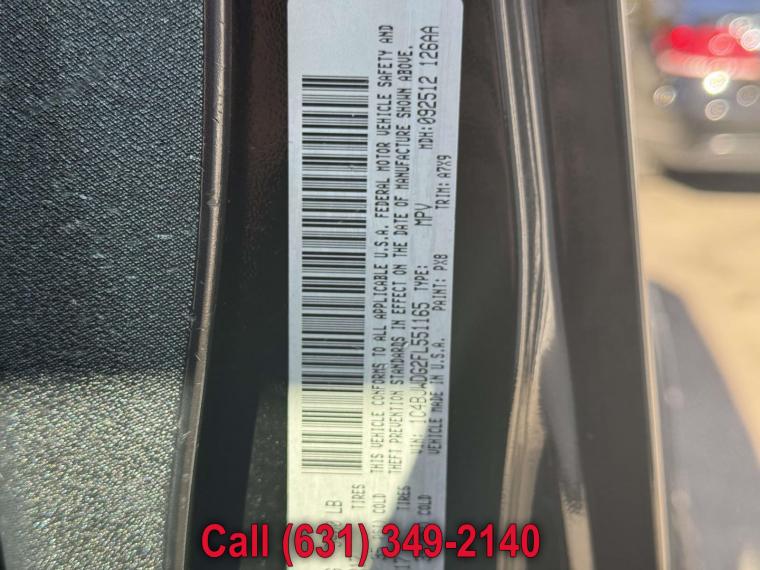 LB
TIRES
COLD
THIS VEHICLE CONFORMS TO ALL APPLICABLE U.S.A. FEDERAL MOTOR VEHICLE SAFETY AND
THEFT PREVENTION STANDARDS IN EFFECT ON THE DATE OF MANUFACTURE SHOWN ABOVE.
TIRES
VIN: 1C4BJWDG2FL551165 TYPE: MPV MDH:092512 126AA
COLD
VEHICLE MADE IN U.S.A. PAINT: PX8 TRIM: A7X9
Call (631) 349-2140